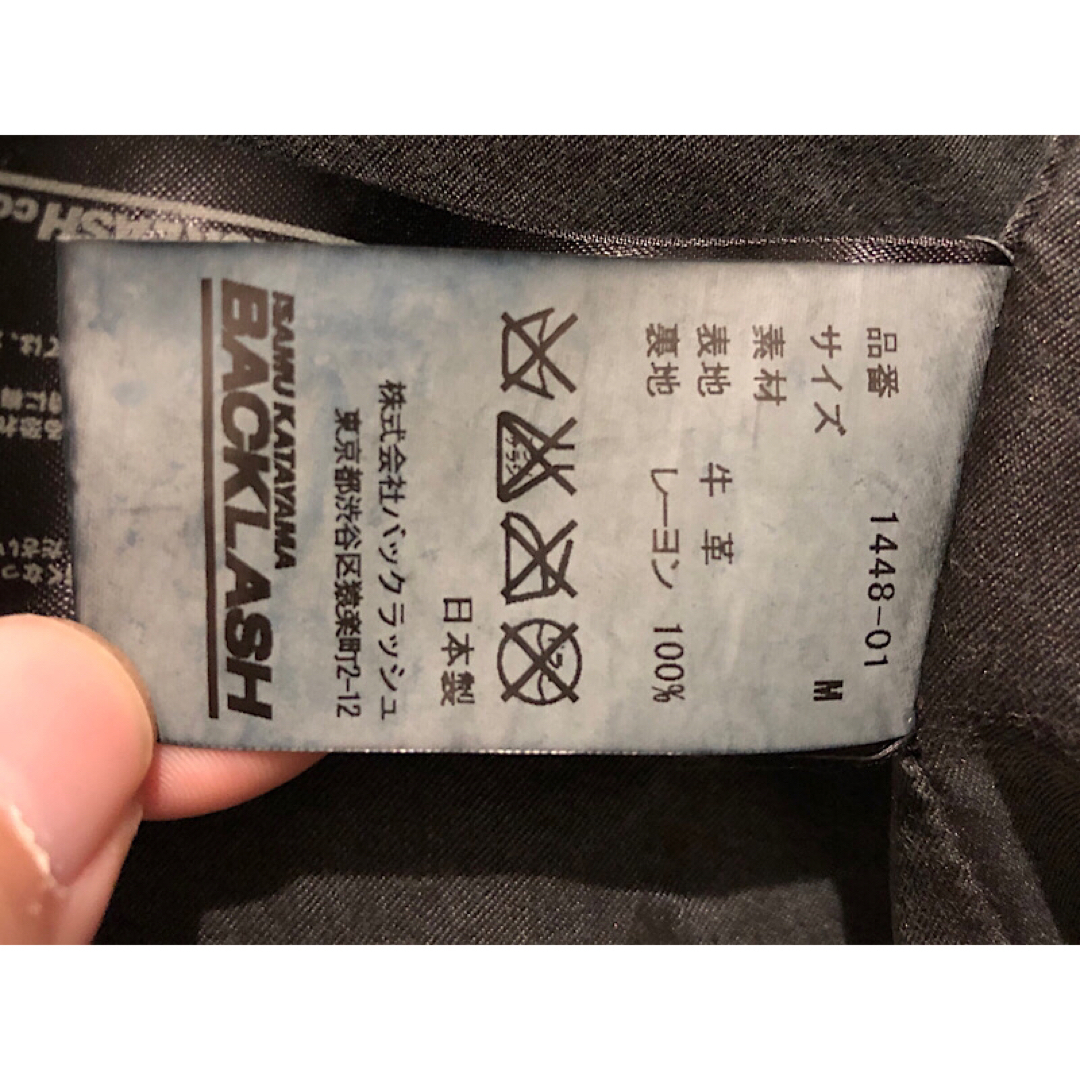 品番 1448-01
サイズ M
素材
表地 牛革
裏地 レーヨン 100%
日本製
株式会社バックラッシュ
東京都渋谷区猿楽町2-12
ISAMU KATAYAMA
BACKLASH